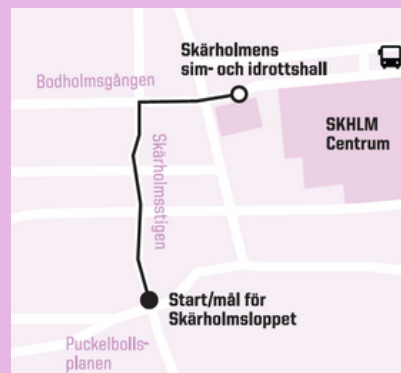 Skärholmens
sim- och idrottshall
Bodholmsgången
SKHLM
Centrum
Skärholmsstigen
Start/mål för
Skärholmsloppet
Puckelbolls-
planen